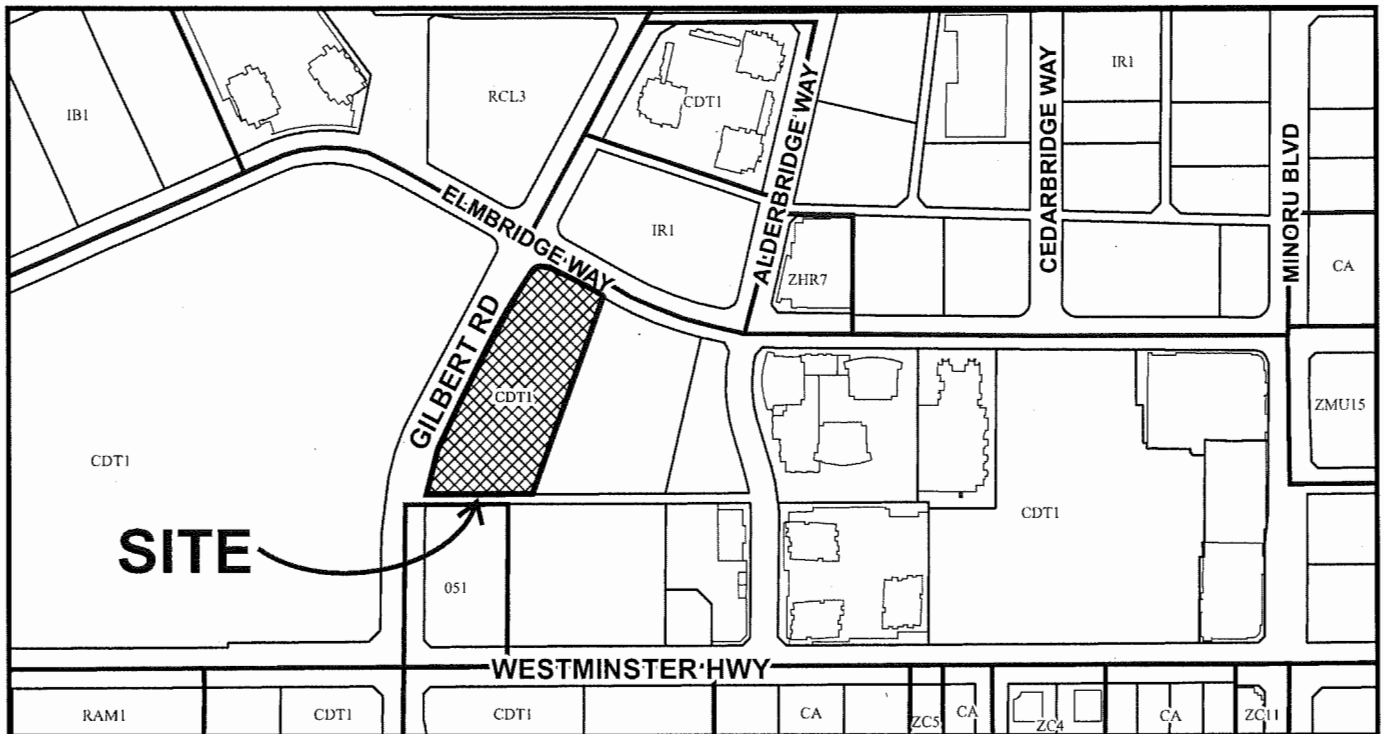 IB1
RCL3
CDT1
IR1
IR1
CEDARBRIDGE WAY
ALDERBRIDGE WAY
MINORU BLVD
ELMBRIDGE WAY
ZHR7
CA
GILBERT RD
CDT1
CDT1
ZMU15
CDT1
SITE
051
WESTMINSTER HWY
RAM1
CDT1
CDT1
CA
ZC5
CA
ZC4
CA
ZC11